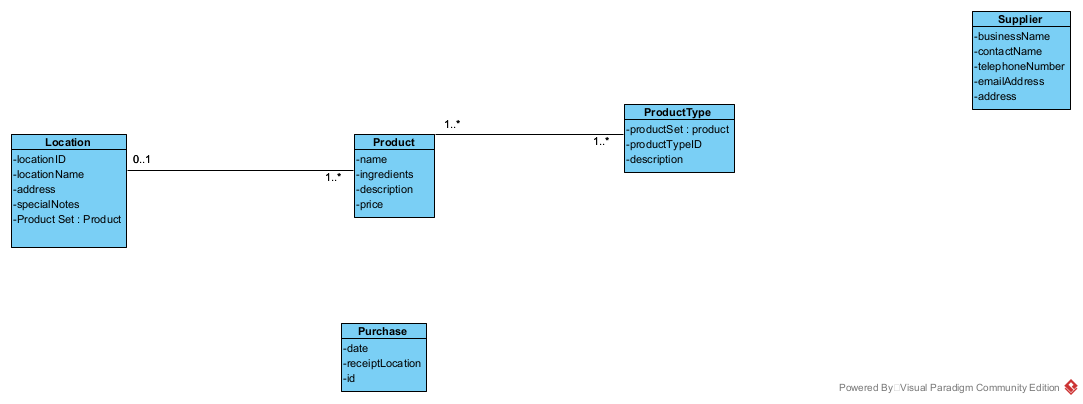 Supplier
-businessName
-contactName
-telephoneNumber
-emailAddress
-address
ProductType
-productSet : product
-productTypeID
-description
1..*
1..*
Location
-locationID
-locationName
-address
-specialNotes
-Product Set : Product
0..1
1..*
Product
-name
-ingredients
-description
-price
Purchase
-date
-receiptLocation
-id
Powered By Visual Paradigm Community Edition